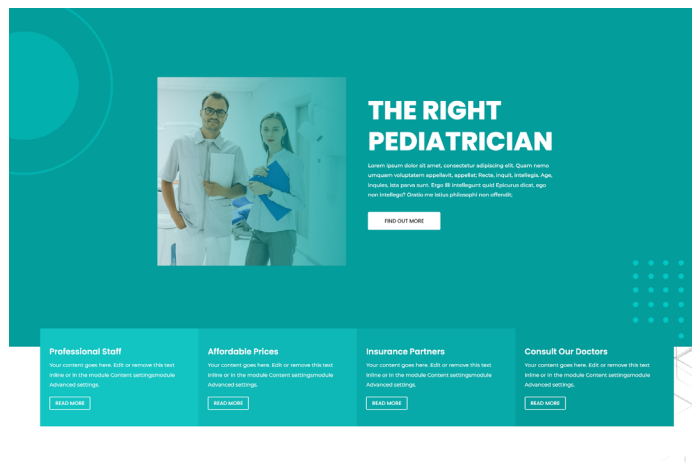 THE RIGHT
PEDIATRICIAN
Lorem ipsum dolor sit amet, consectetur adipiscing elit. Quam nemo
umquam voluptatem appellavit, appellat; Recte, inquit, intellegis. Age,
inquies, ista parva sunt. Ergo illi intellegunt quid Epicurus dicat, ego
non intellego? Gratio me istius philosophi non offendit;
FIND OUT MORE
Professional Staff
Your content goes here. Edit or remove this text
inline or in the module Content settingsmodule
Advanced settings.
READ MORE
Affordable Prices
Your content goes here. Edit or remove this text
inline or in the module Content settingsmodule
Advanced settings.
READ MORE
Insurance Partners
Your content goes here. Edit or remove this text
inline or in the module Content settingsmodule
Advanced settings.
READ MORE
Consult Our Doctors
Your content goes here. Edit or remove this text
inline or in the module Content settingsmodule
Advanced settings.
READ MORE